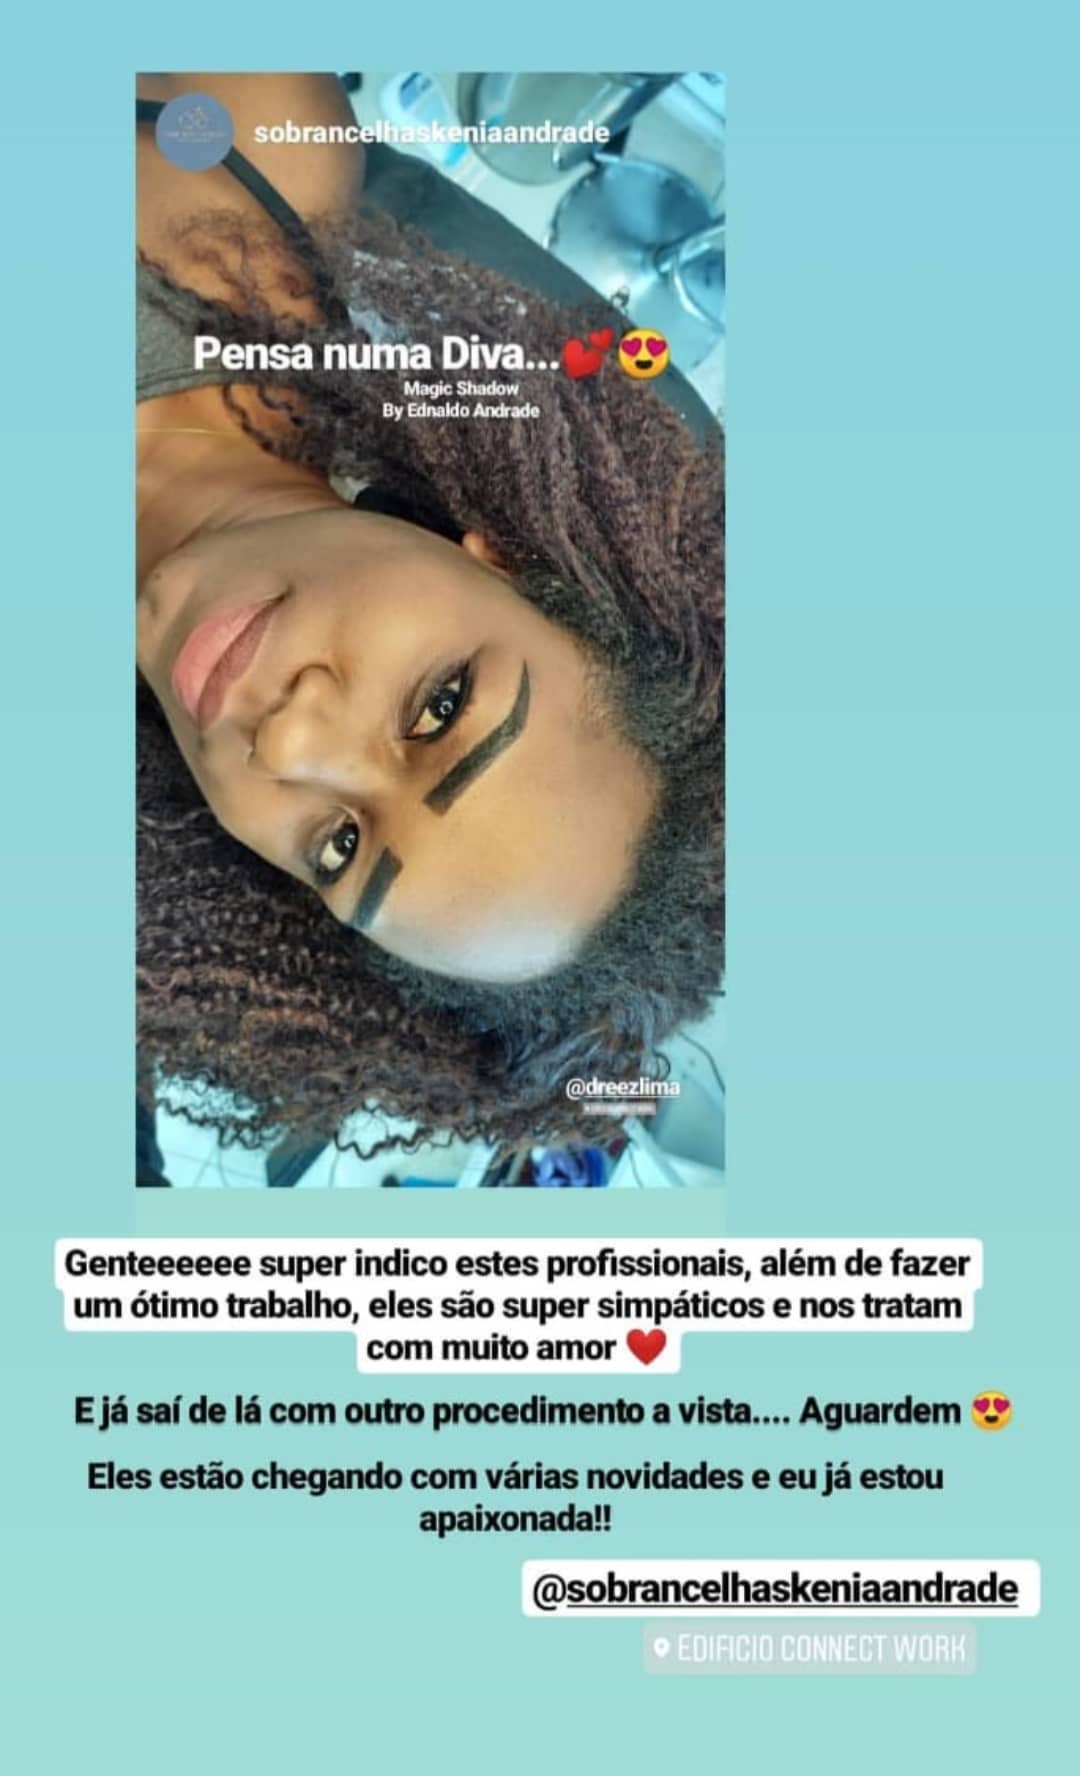 sobrancelhaskeniaandrade
Pensa numa Diva...💕😍
Magic Shadow
By Ednaldo Andrade
@dreezlima
Genteeeeee super indico estes profissionais, além de fazer
um ótimo trabalho, eles são super simpáticos e nos tratam
com muito amor ❤️
E já saí de lá com outro procedimento a vista.... Aguardem 😍
Eles estão chegando com várias novidades e eu já estou
apaixonada!!
@sobrancelhaskeniaandrade
EDIFICIO CONNECT WORK